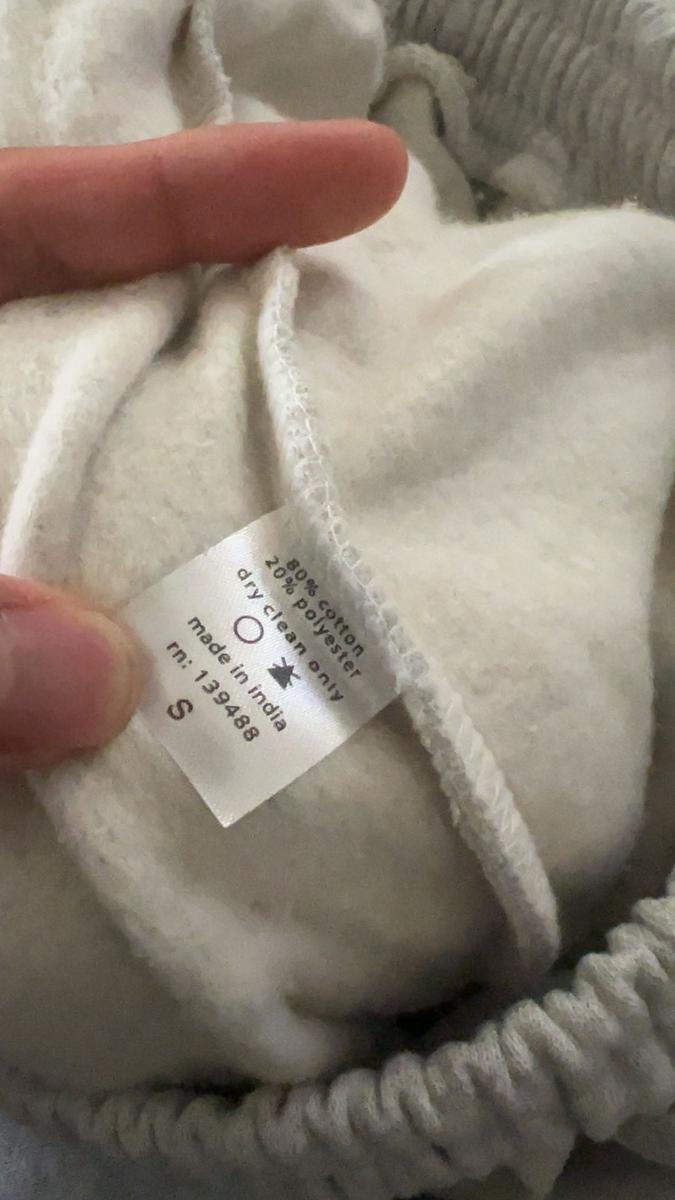 80% cotton
20% polyester
dry clean only
made in india
rn: 139488
S